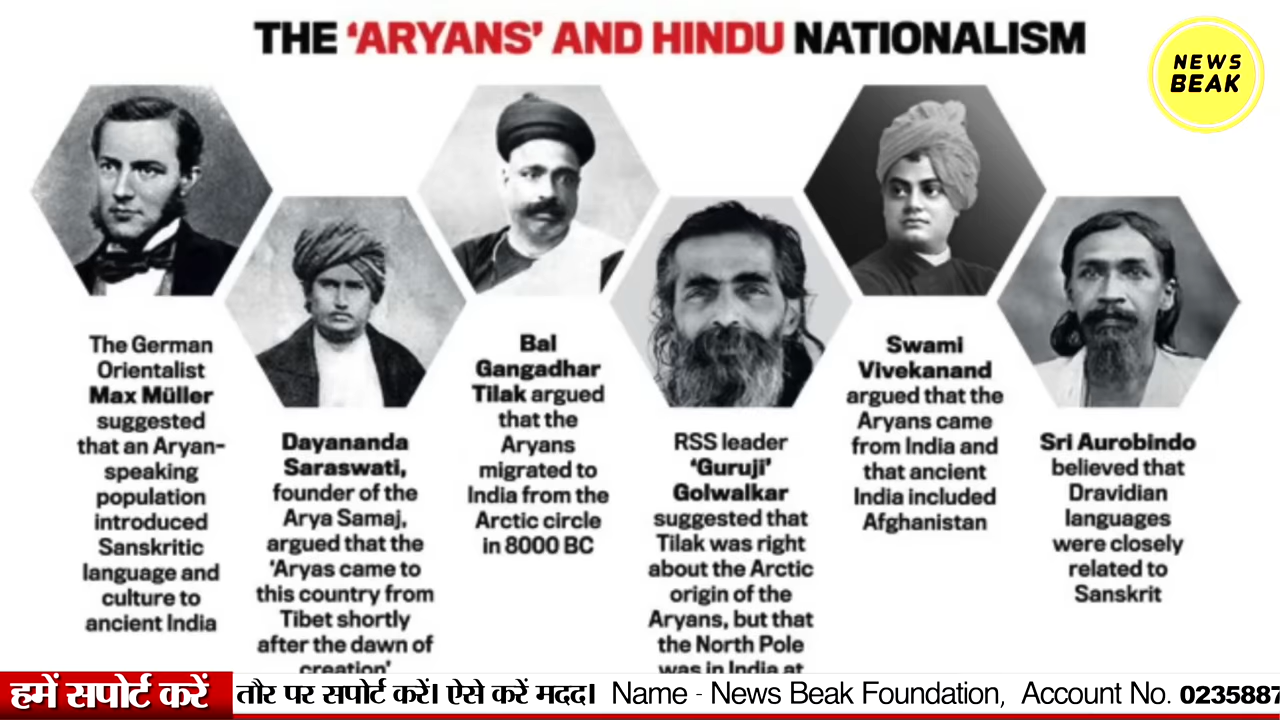 THE ‘ARYANS’ AND HINDU NATIONALISM
NEWS
BEAK
The German
Orientalist
Max Müller
suggested
that an Aryan-
speaking
population
introduced
Sanskritic
language and
culture to
ancient India
Dayananda
Saraswati,
founder of the
Arya Samaj,
argued that the
‘Aryas came to
this country from
Tibet shortly
after the dawn of
creation’
Bal
Gangadhar
Tilak argued
that the
Aryans
migrated to
India from the
Arctic circle
in 8000 BC
RSS leader
‘Guruji’
Golwalkar
suggested that
Tilak was right
about the Arctic
origin of the
Aryans, but that
the North Pole
was in India at
Swami
Vivekanand
argued that the
Aryans came
from India and
that ancient
India included
Afghanistan
Sri Aurobindo
believed that
Dravidian
languages
were closely
related to
Sanskrit
हमें सपोर्ट करें
तौर पर सपोर्ट करें। ऐसे करें मदद। Name - News Beak Foundation, Account No. 0235887